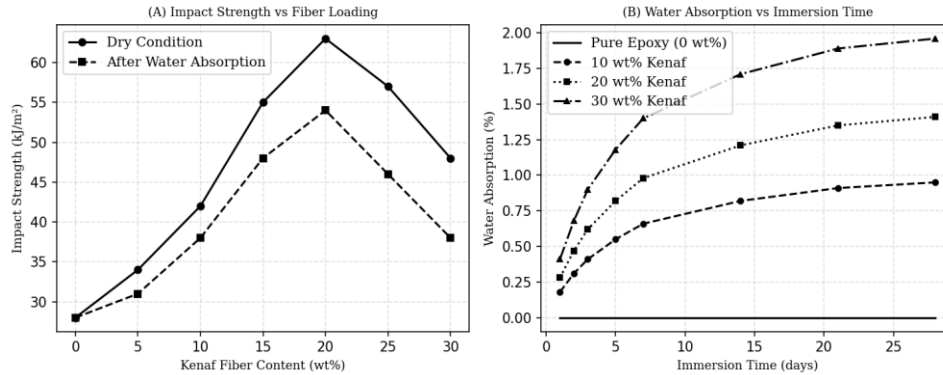 (A) Impact Strength vs Fiber Loading
Dry Condition
After Water Absorption
Impact Strength (kJ/m²)
60
55
50
45
40
35
30
0 5 10 15 20 25 30
Kenaf Fiber Content (wt%)
(B) Water Absorption vs Immersion Time
Pure Epoxy (0 wt%)
10 wt% Kenaf
20 wt% Kenaf
30 wt% Kenaf
Water Absorption (%)
2.00
1.75
1.50
1.25
1.00
0.75
0.50
0.25
0.00
0 5 10 15 20 25
Immersion Time (days)